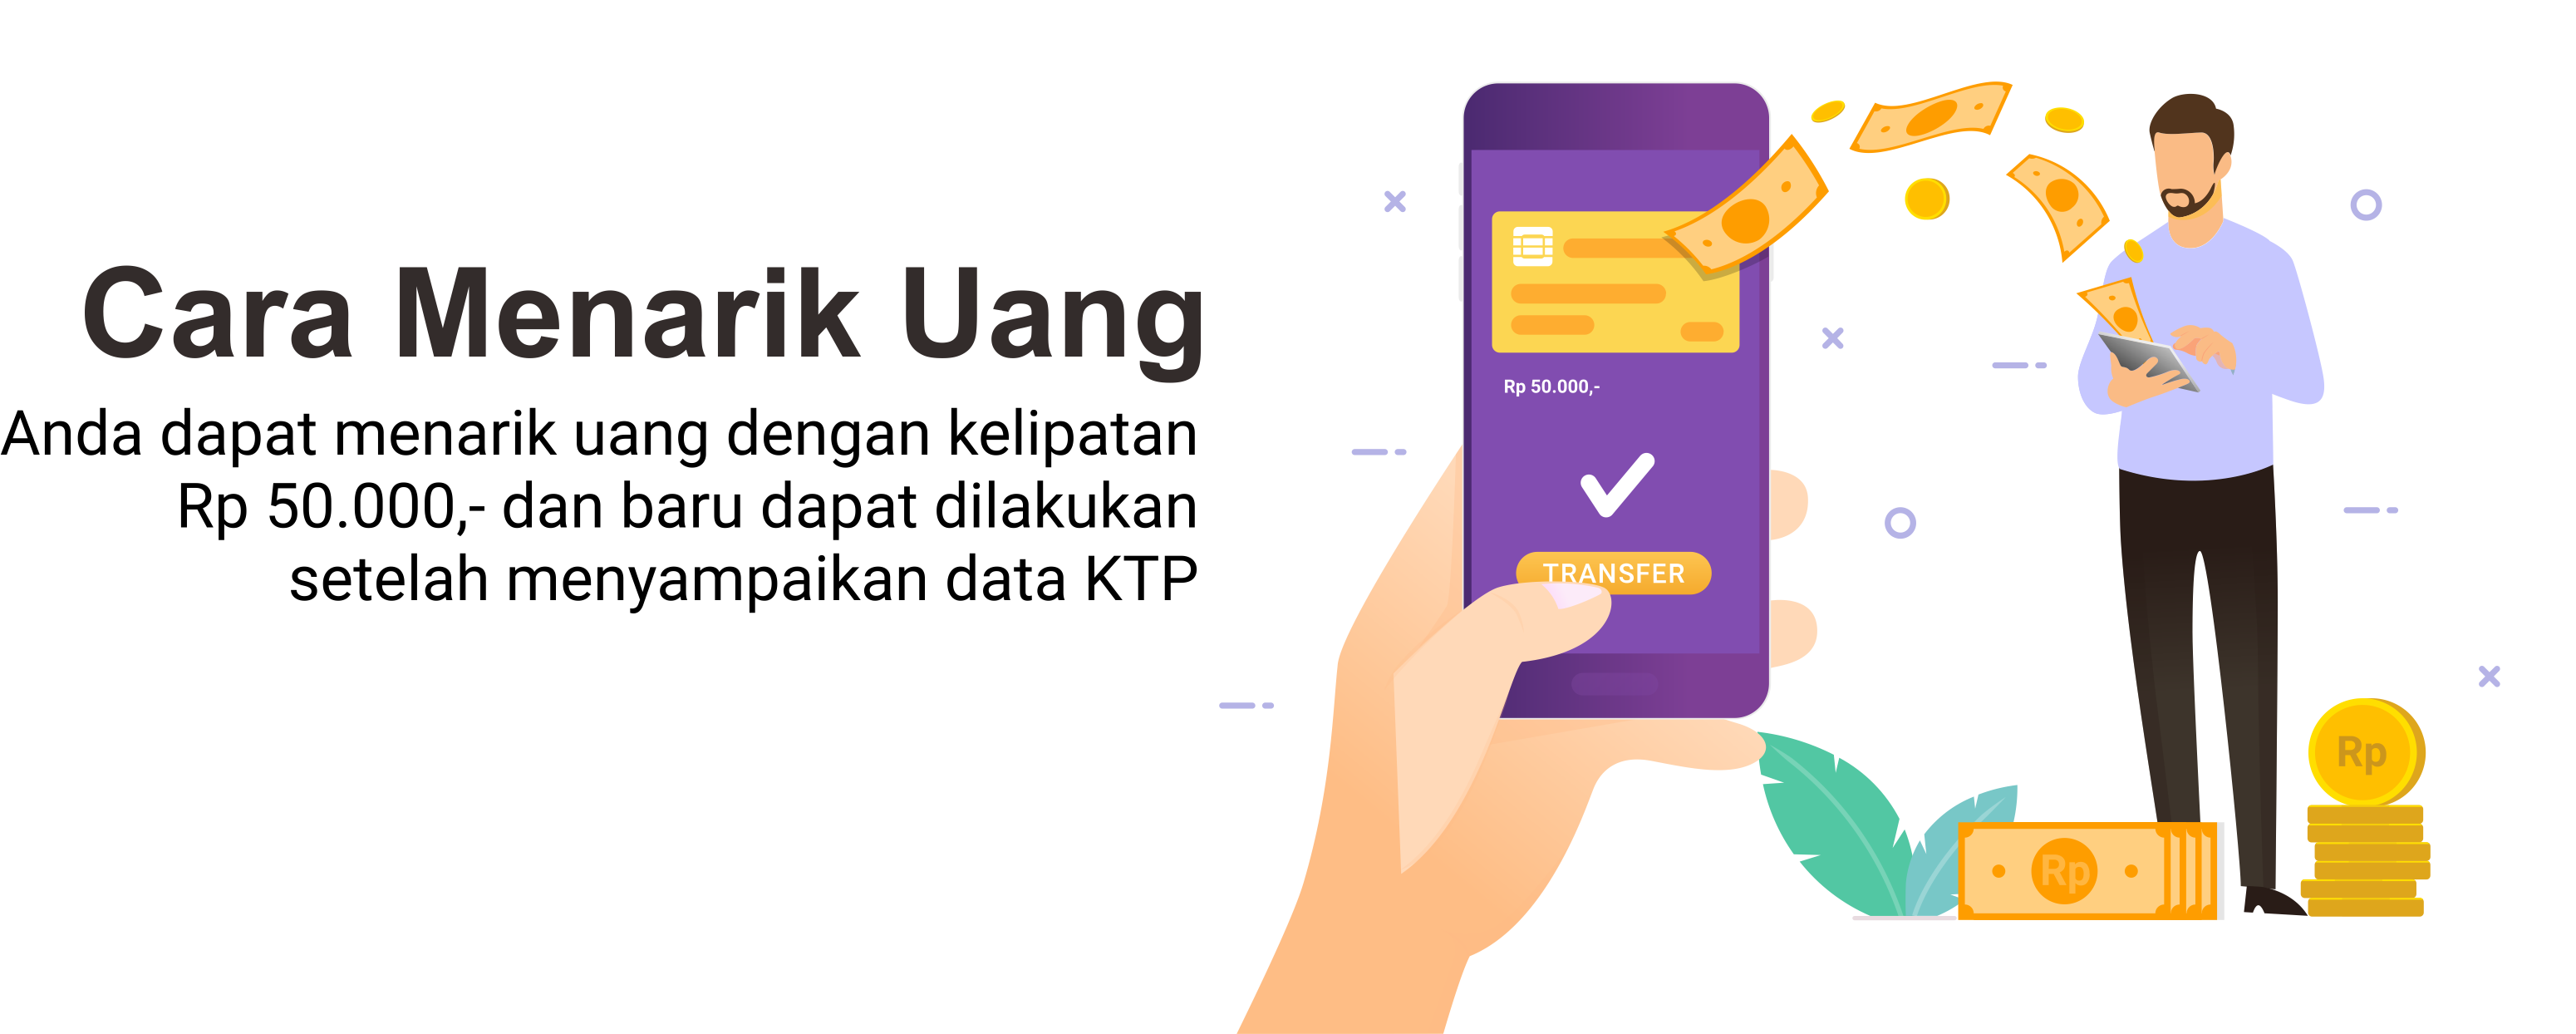 Cara Menarik Uang
Anda dapat menarik uang dengan kelipatan
Rp 50.000,- dan baru dapat dilakukan
setelah menyampaikan data KTP
Rp 50.000,-
TRANSFER
Rp
Rp